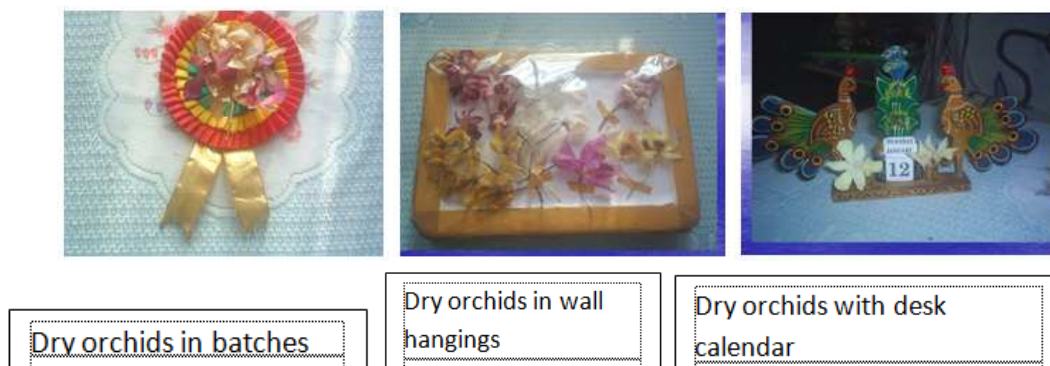 12
Dry orchids in batches
Dry orchids in wall
hangings
Dry orchids with desk
calendar